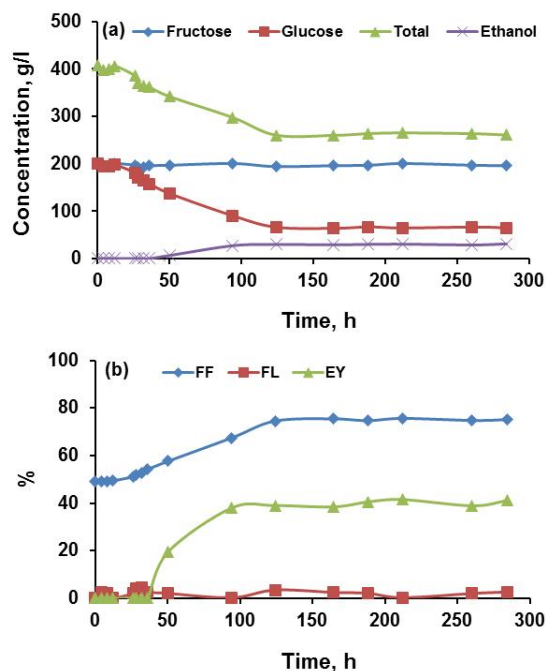 (a) Fructose Glucose Total Ethanol
500
400
300
200
100
0
0 50 100 150 200 250 300
Concentration, g/l
Time, h
(b) FF FL EY
100
80
60
40
20
0
0 50 100 150 200 250 300
%
Time, h